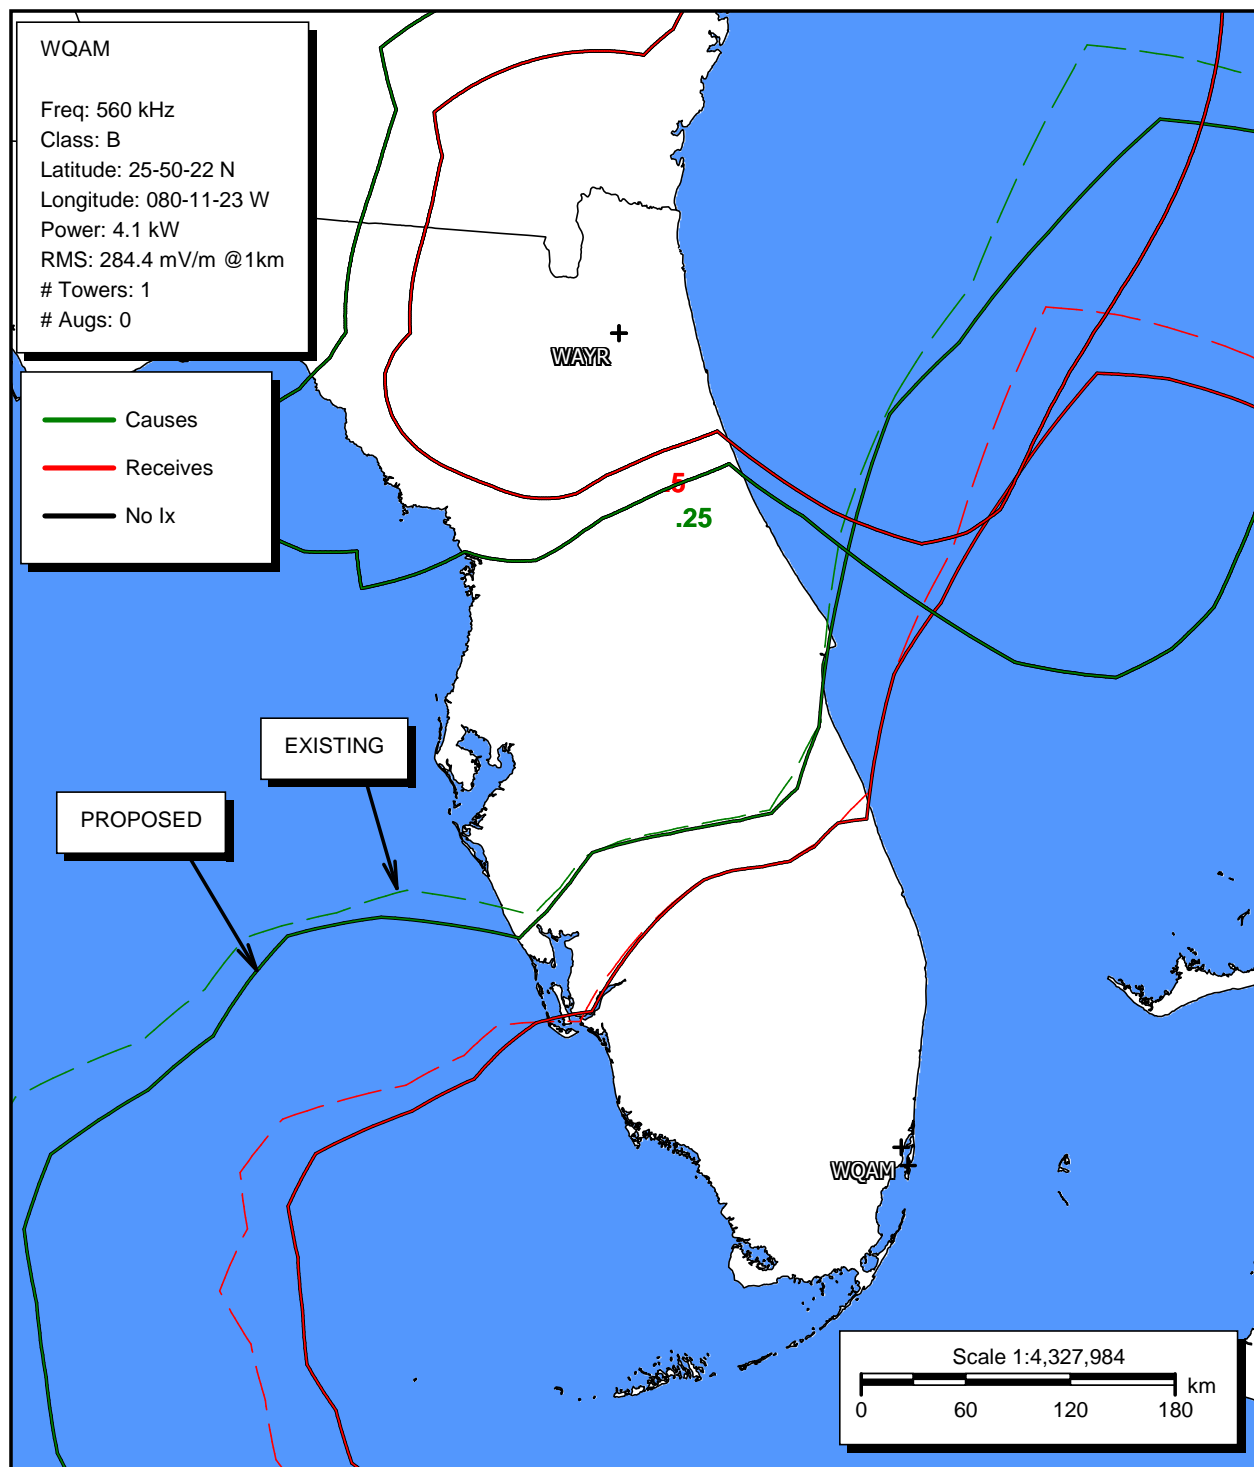 WQAM
Freq: 560 kHz
Class: B
Latitude: 25-50-22 N
Longitude: 080-11-23 W
Power: 4.1 kW
RMS: 284.4 mV/m @1km
# Towers: 1
# Augs: 0
WAYR
Causes
Receives
No Ix
.5
.25
EXISTING
PROPOSED
WQAM
Scale 1:4,327,984
km
0 60 120 180